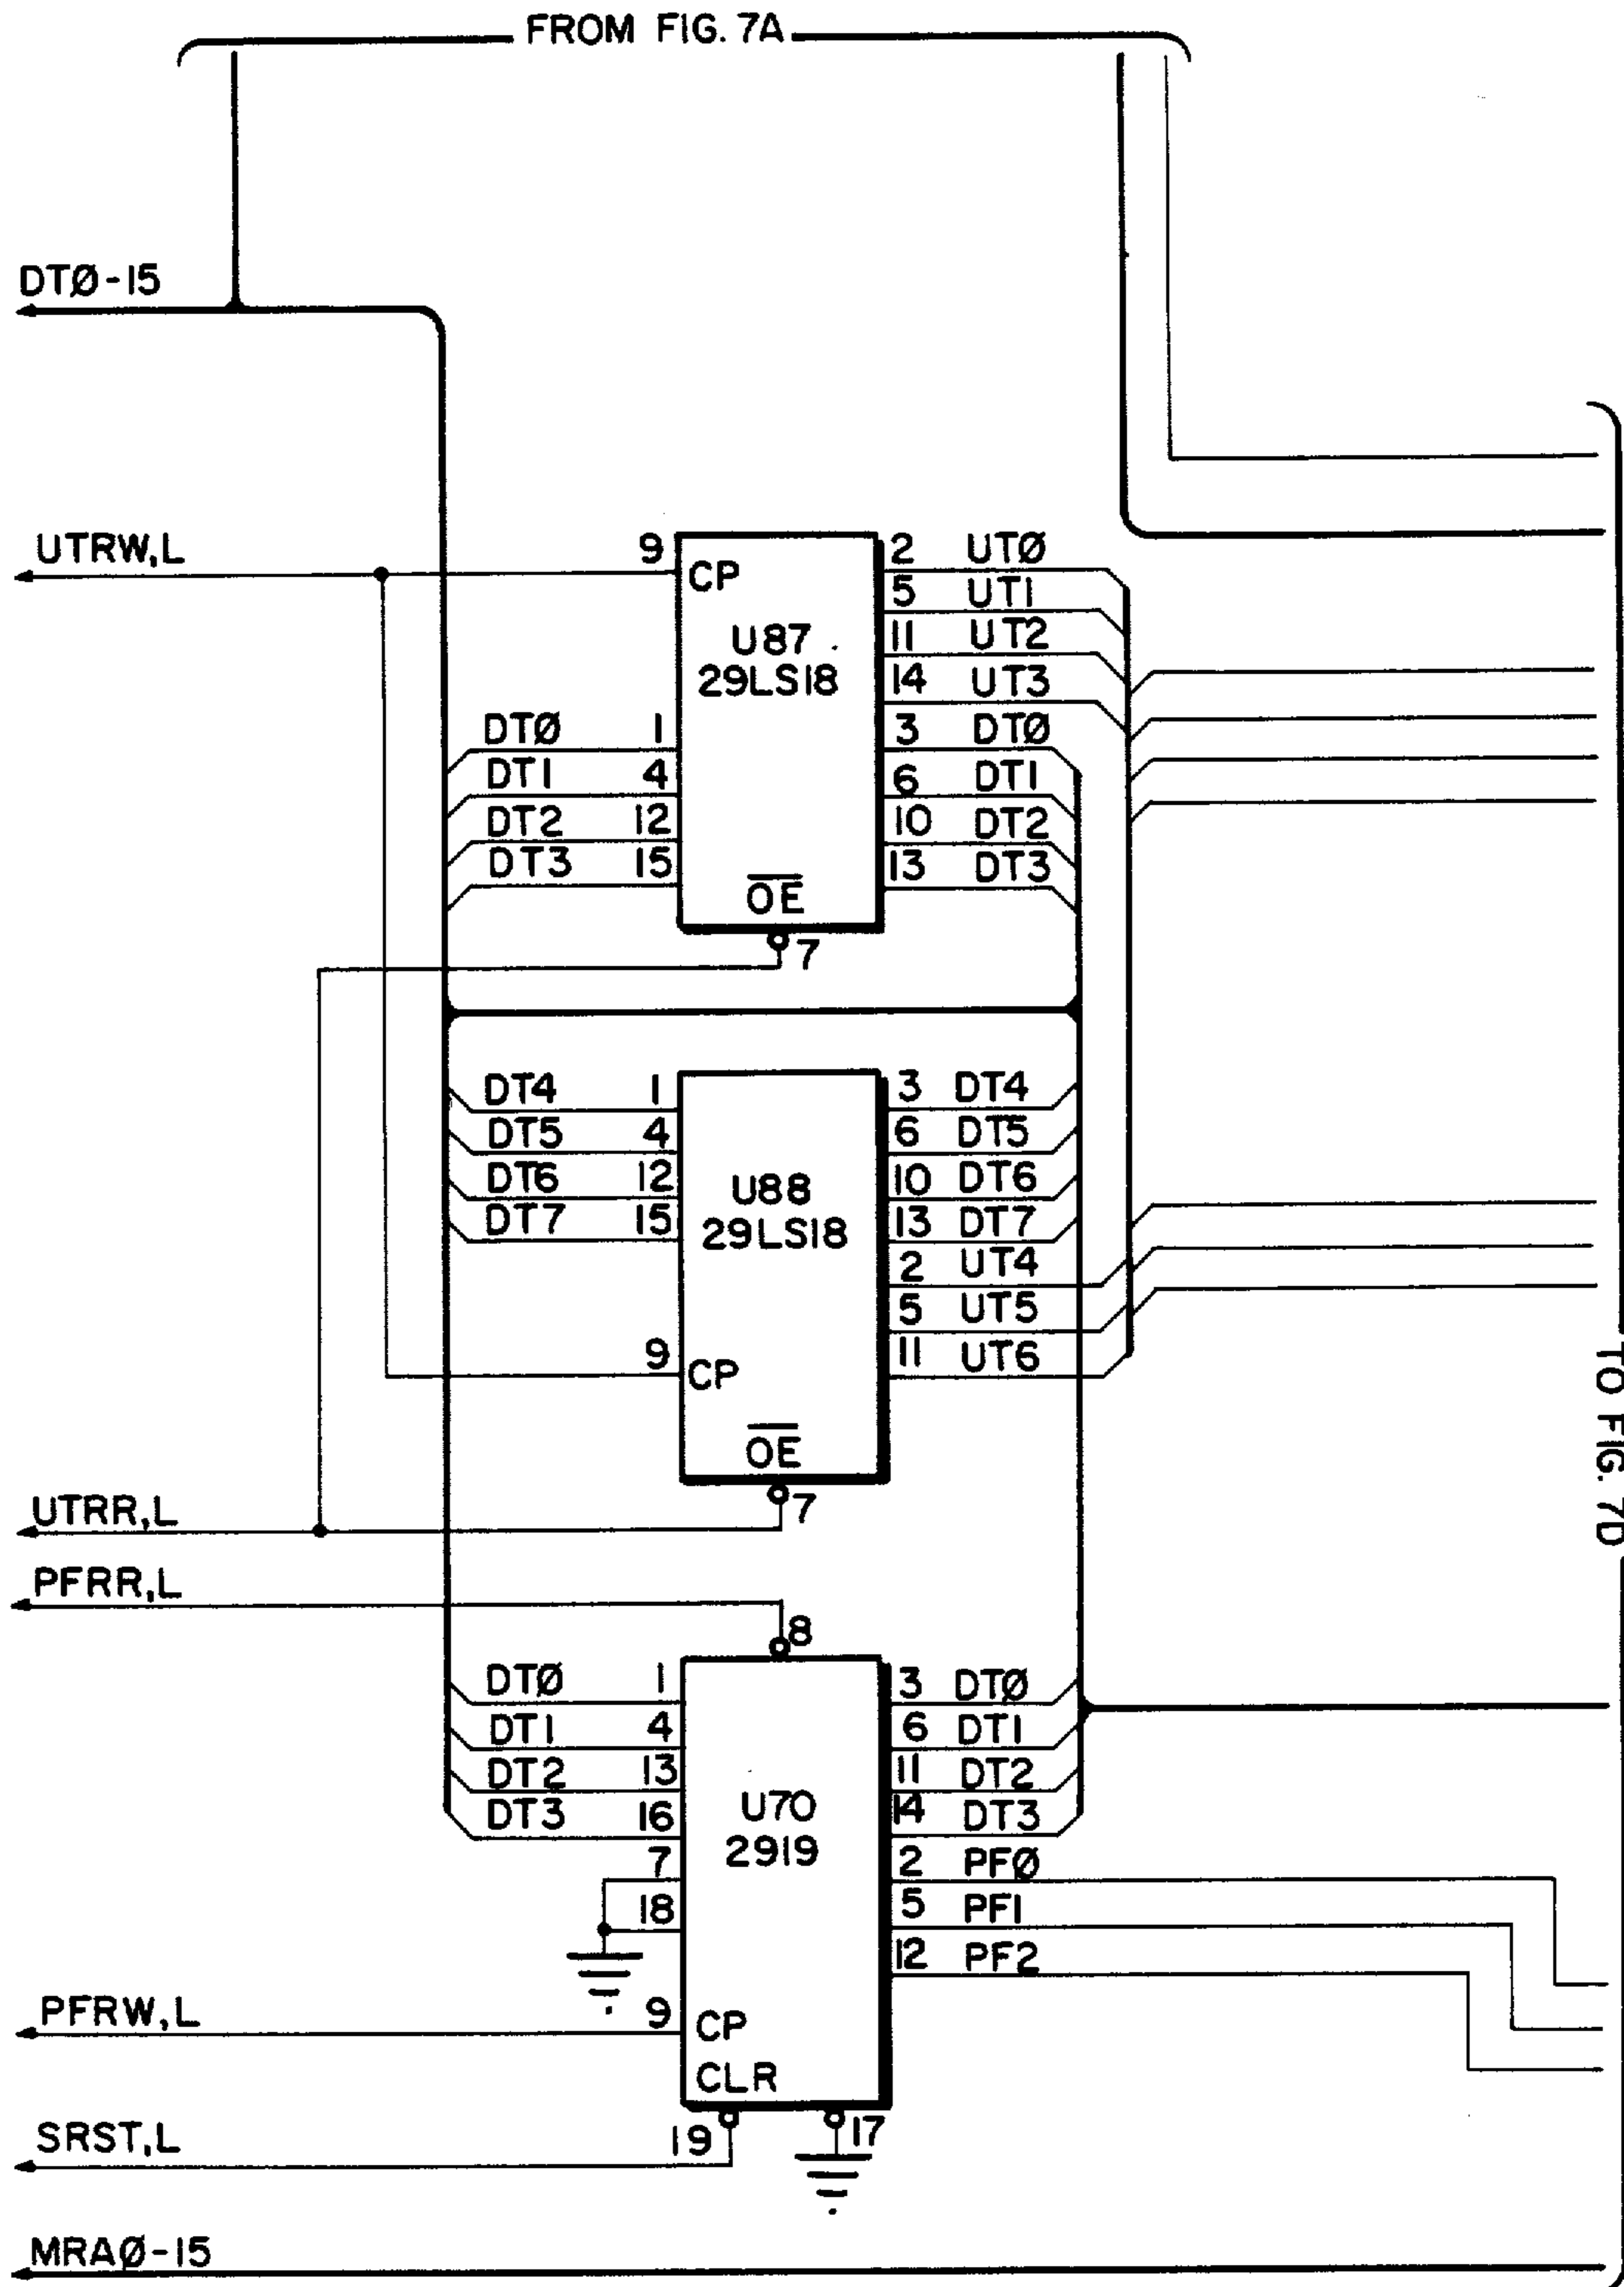 FROM FIG. 7A
DTØ-15
UTRW,L
9 CP
U87
29LS18
2 UTØ
5 UT1
11 UT2
14 UT3
DTØ 1
DT1 4
DT2 12
DT3 15
3 DTØ
6 DT1
10 DT2
13 DT3
OE
7
DT4 1
DT5 4
DT6 12
DT7 15
U88
29LS18
3 DT4
6 DT5
10 DT6
13 DT7
2 UT4
5 UT5
11 UT6
9 CP
OE
7
TO FIG. 7D
UTRR,L
PFRR,L
8
DTØ 1
DT1 4
DT2 13
DT3 16
7
18
U70
2919
3 DTØ
6 DT1
11 DT2
14 DT3
2 PFØ
5 PF1
12 PF2
PFRW,L
9 CP
CLR
SRST,L
19
17
MRAØ-15